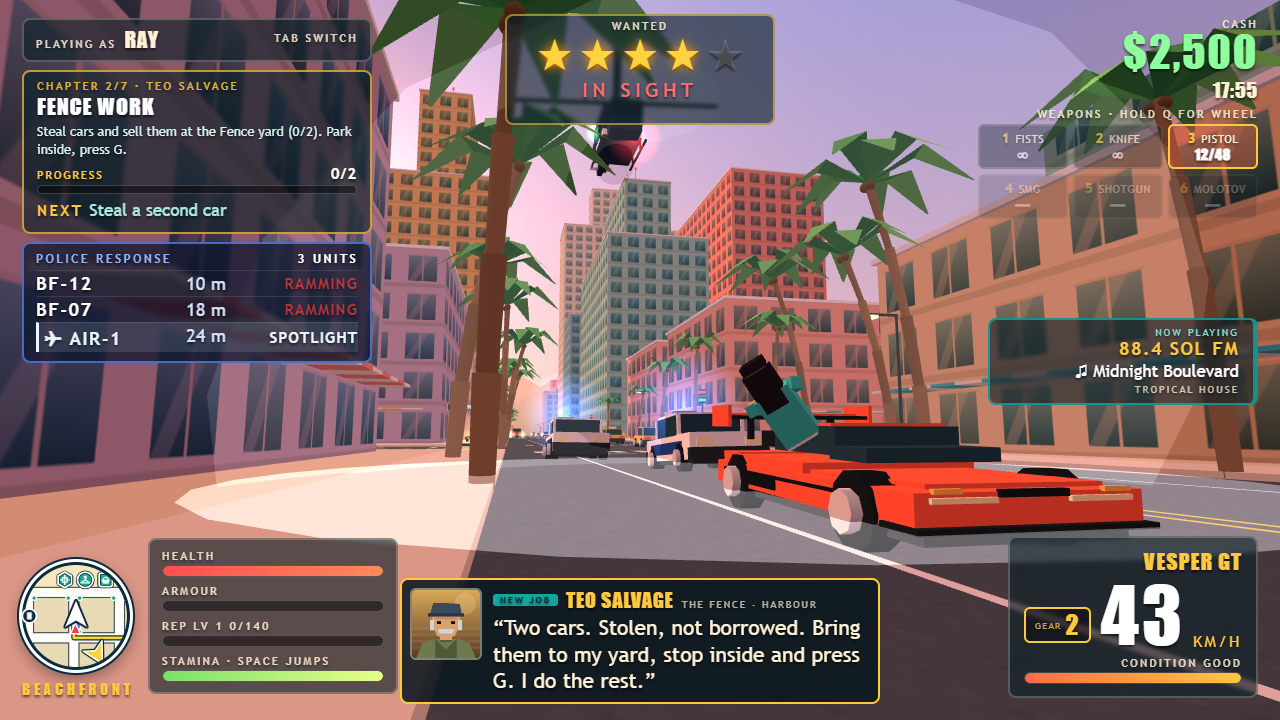 PLAYING AS RAY TAB SWITCH
CHAPTER 2/7 · TEO SALVAGE
FENCE WORK
Steal cars and sell them at the Fence yard (0/2). Park
inside, press G.
PROGRESS 0/2
NEXT Steal a second car
POLICE RESPONSE 3 UNITS
BF-12 10 m RAMMING
BF-07 18 m RAMMING
AIR-1 24 m SPOTLIGHT
WANTED
IN SIGHT
CASH
$2,500
17:55
WEAPONS · HOLD Q FOR WHEEL
1 FISTS ∞
2 KNIFE ∞
3 PISTOL 12/48
4 SMG —
5 SHOTGUN —
6 MOLOTOV —
NOW PLAYING
88.4 SOL FM
♫ Midnight Boulevard
TROPICAL HOUSE
BEACHFRONT
HEALTH
ARMOUR
REP LV 1 0/140
STAMINA · SPACE JUMPS
NEW JOB TEO SALVAGE THE FENCE · HARBOUR
“Two cars. Stolen, not borrowed. Bring
them to my yard, stop inside and press
G. I do the rest.”
VESPER GT
GEAR 2 43 KM/H
CONDITION GOOD